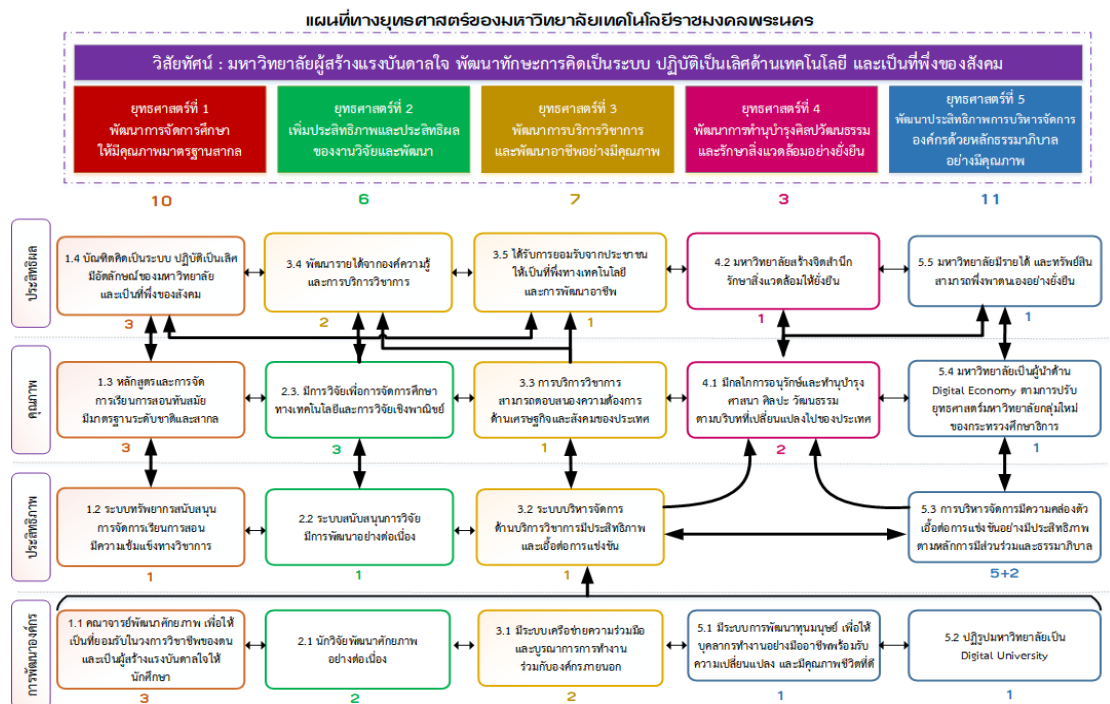 แผนที่ทางยุทธศาสตร์ของมหาวิทยาลัยเทคโนโลยีราชมงคลพระนคร
วิสัยทัศน์ : มหาวิทยาลัยผู้สร้างแรงบันดาลใจ พัฒนาทักษะการคิดเป็นระบบ ปฏิบัติเป็นเลิศด้านเทคโนโลยี และเป็นที่พึ่งของสังคม
ยุทธศาสตร์ที่ 1
พัฒนาการจัดการศึกษา
ให้มีคุณภาพมาตรฐานสากล
ยุทธศาสตร์ที่ 2
เพิ่มประสิทธิภาพและประสิทธิผล
ของงานวิจัยและพัฒนา
ยุทธศาสตร์ที่ 3
พัฒนาการบริการวิชาการ
และพัฒนาอาชีพอย่างมีคุณภาพ
ยุทธศาสตร์ที่ 4
พัฒนาการทำนุบำรุงศิลปวัฒนธรรม
และรักษาสิ่งแวดล้อมอย่างยั่งยืน
ยุทธศาสตร์ที่ 5
พัฒนาประสิทธิภาพการบริหารจัดการ
องค์กรด้วยหลักธรรมาภิบาล
อย่างมีคุณภาพ
10
6
7
3
11
ประสิทธิผล
1.4 บัณฑิตคิดเป็นระบบ ปฏิบัติเป็นเลิศ
มีอัตลักษณ์ของมหาวิทยาลัย
และเป็นที่พึ่งของสังคม
3
3.4 พัฒนารายได้จากองค์ความรู้
และการบริการวิชาการ
2
3.5 ได้รับการยอมรับจากประชาชน
ให้เป็นที่พึ่งทางเทคโนโลยี
และการพัฒนาอาชีพ
1
4.2 มหาวิทยาลัยสร้างจิตสำนึก
รักษาสิ่งแวดล้อมให้ยั่งยืน
1
5.5 มหาวิทยาลัยมีรายได้ และทรัพย์สิน
สามารถพึ่งพาตนเองอย่างยั่งยืน
1
คุณภาพ
1.3 หลักสูตรและการจัด
การเรียนการสอนทันสมัย
มีมาตรฐานระดับชาติและสากล
3
2.3. มีการวิจัยเพื่อการจัดการศึกษา
ทางเทคโนโลยีและการวิจัยเชิงพาณิชย์
3
3.3 การบริการวิชาการ
สามารถตอบสนองความต้องการ
ด้านเศรษฐกิจและสังคมของประเทศ
1
4.1 มีกลไกการอนุรักษ์และทำนุบำรุง
ศาสนา ศิลปะ วัฒนธรรม
ตามบริบทที่เปลี่ยนแปลงไปของประเทศ
2
5.4 มหาวิทยาลัยเป็นผู้นำด้าน
Digital Economy ตามการปรับ
ยุทธศาสตร์มหาวิทยาลัยกลุ่มใหม่
ของกระทรวงศึกษาธิการ
1
ประสิทธิภาพ
1.2 ระบบทรัพยากรสนับสนุน
การจัดการเรียนการสอน
มีความเข้มแข็งทางวิชาการ
1
2.2 ระบบสนับสนุนการวิจัย
มีการพัฒนาอย่างต่อเนื่อง
1
3.2 ระบบบริหารจัดการ
ด้านบริการวิชาการมีประสิทธิภาพ
และเอื้อต่อการแข่งขัน
1
5.3 การบริหารจัดการมีความคล่องตัว
เอื้อต่อการแข่งขันอย่างมีประสิทธิภาพ
ตามหลักการมีส่วนร่วมและธรรมาภิบาล
5+2
การพัฒนาองค์กร
1.1 คณาจารย์พัฒนาศักยภาพ เพื่อให้
เป็นที่ยอมรับในวงการวิชาชีพของตน
และเป็นผู้สร้างแรงบันดาลใจให้
นักศึกษา
3
2.1 นักวิจัยพัฒนาศักยภาพ
อย่างต่อเนื่อง
2
3.1 มีระบบเครือข่ายความร่วมมือ
และบูรณาการการทำงาน
ร่วมกับองค์กรภายนอก
2
5.1 มีระบบการพัฒนาทุนมนุษย์ เพื่อให้
บุคลากรทำงานอย่างมืออาชีพพร้อมรับ
ความเปลี่ยนแปลง และมีคุณภาพชีวิตที่ดี
1
5.2 ปฏิรูปมหาวิทยาลัยเป็น
Digital University
1